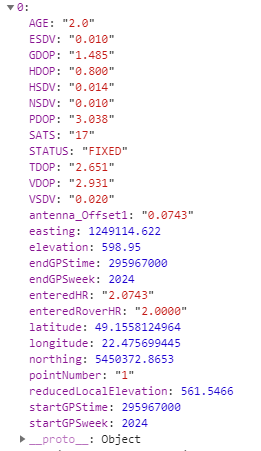 0:
AGE: "2.0"
ESDV: "0.010"
GDOP: "1.485"
HDOP: "0.800"
HSDV: "0.014"
NSDV: "0.010"
PDOP: "3.038"
SATS: "17"
STATUS: "FIXED"
TDOP: "2.651"
VDOP: "2.931"
VSDV: "0.020"
antenna_Offset1: "0.0743"
easting: 1249114.622
elevation: 598.95
endGPStime: 295967000
endGPSweek: 2024
enteredHR: "2.0743"
enteredRoverHR: "2.0000"
latitude: 49.1558124964
longitude: 22.475699445
northing: 5450372.8653
pointNumber: "1"
reducedLocalElevation: 561.5466
startGPStime: 295967000
startGPSweek: 2024
__proto__: Object